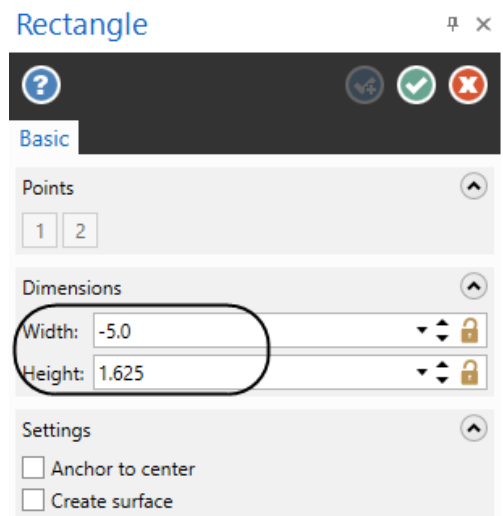 Rectangle
?
Basic
Points
1 2
Dimensions
Width: -5.0
Height: 1.625
Settings
Anchor to center
Create surface